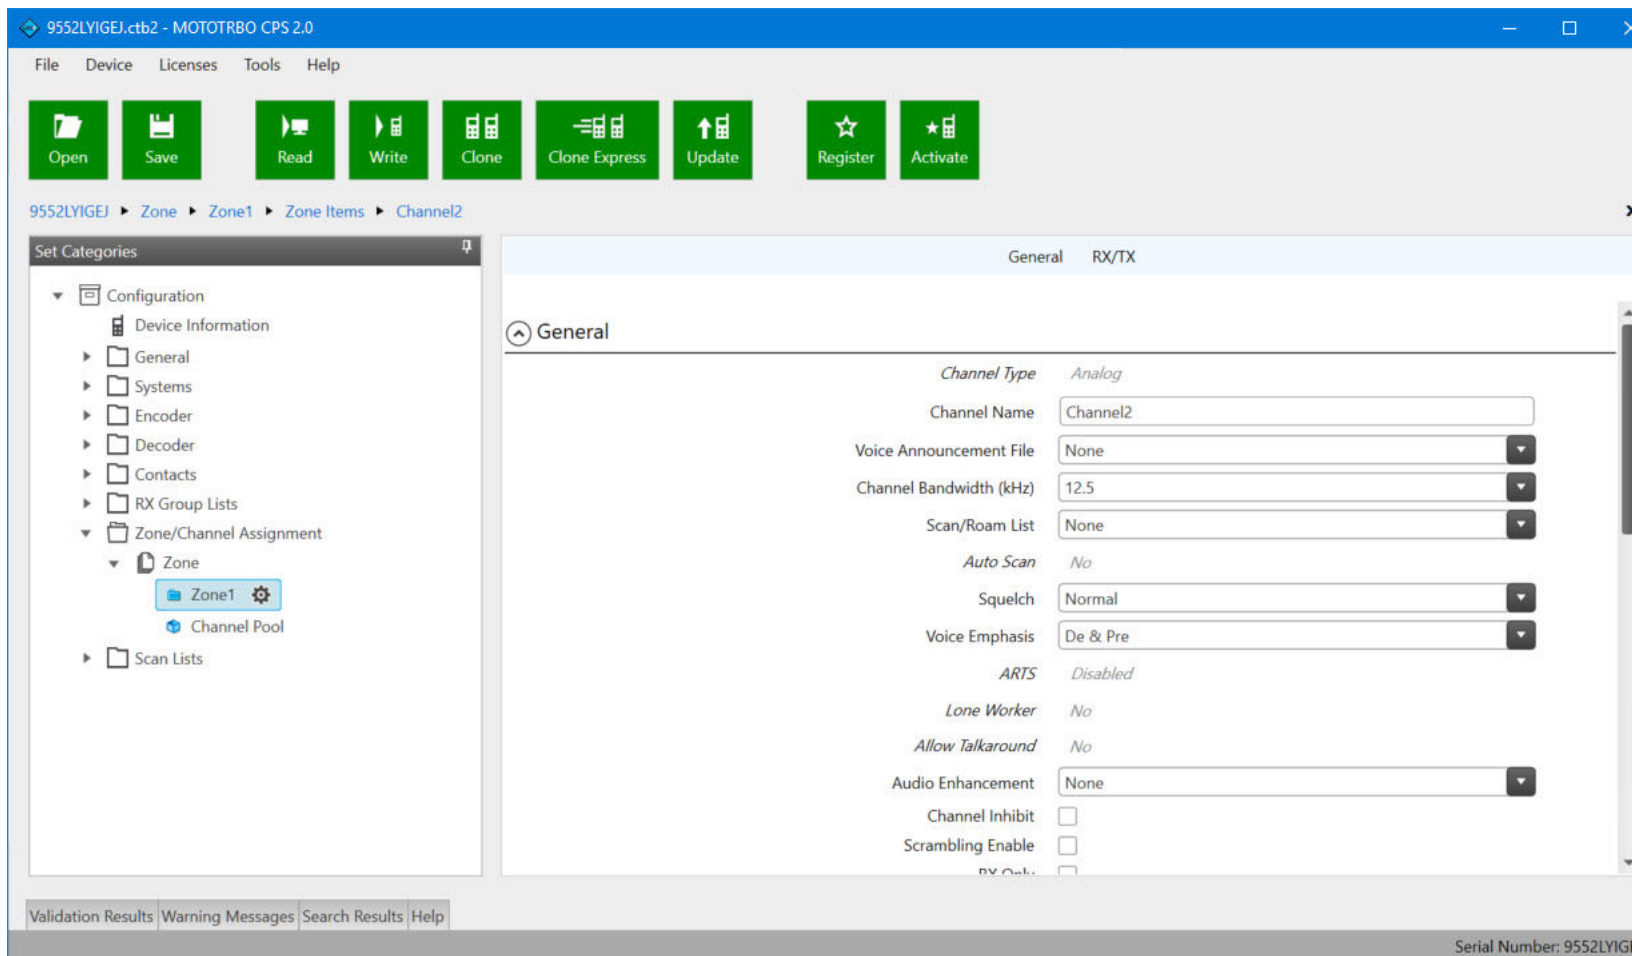 9552LYIGEJ.ctb2 - MOTOTRBO CPS 2.0
File Device Licenses Tools Help
Open Save Read Write Clone Clone Express Update Register Activate
9552LYIGEJ Zone Zone1 Zone Items Channel2
Set Categories
Configuration
Device Information
General
Systems
Encoder
Decoder
Contacts
RX Group Lists
Zone/Channel Assignment
Zone
Zone1
Channel Pool
Scan Lists
General RX/TX
General
Channel Type Analog
Channel Name Channel2
Voice Announcement File None
Channel Bandwidth (kHz) 12.5
Scan/Roam List None
Auto Scan No
Squelch Normal
Voice Emphasis De & Pre
ARTS Disabled
Lone Worker No
Allow Talkaround No
Audio Enhancement None
Channel Inhibit
Scrambling Enable
RX Only
Validation Results Warning Messages Search Results Help
Serial Number: 9552LYIG